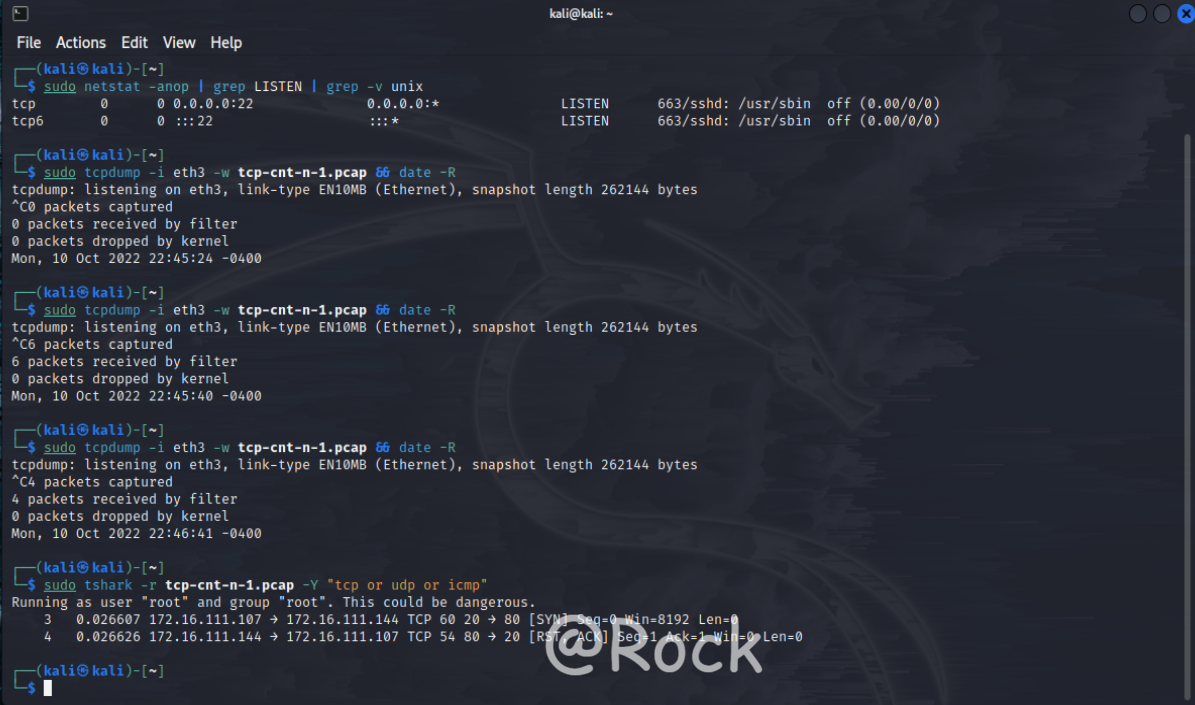 kali@kali: ~
File Actions Edit View Help
┌──(kali㉿kali)-[~]
└─$ sudo netstat -anop | grep LISTEN | grep -v unix
tcp 0 0 0.0.0.0:22 0.0.0.0:* LISTEN 663/sshd: /usr/sbin off (0.00/0/0)
tcp6 0 0 :::22 :::* LISTEN 663/sshd: /usr/sbin off (0.00/0/0)
┌──(kali㉿kali)-[~]
└─$ sudo tcpdump -i eth3 -w tcp-cnt-n-1.pcap && date -R
tcpdump: listening on eth3, link-type EN10MB (Ethernet), snapshot length 262144 bytes
^C0 packets captured
0 packets received by filter
0 packets dropped by kernel
Mon, 10 Oct 2022 22:45:24 -0400
┌──(kali㉿kali)-[~]
└─$ sudo tcpdump -i eth3 -w tcp-cnt-n-1.pcap && date -R
tcpdump: listening on eth3, link-type EN10MB (Ethernet), snapshot length 262144 bytes
^C6 packets captured
6 packets received by filter
0 packets dropped by kernel
Mon, 10 Oct 2022 22:45:40 -0400
┌──(kali㉿kali)-[~]
└─$ sudo tcpdump -i eth3 -w tcp-cnt-n-1.pcap && date -R
tcpdump: listening on eth3, link-type EN10MB (Ethernet), snapshot length 262144 bytes
^C4 packets captured
4 packets received by filter
0 packets dropped by kernel
Mon, 10 Oct 2022 22:46:41 -0400
┌──(kali㉿kali)-[~]
└─$ sudo tshark -r tcp-cnt-n-1.pcap -Y "tcp or udp or icmp"
Running as user "root" and group "root". This could be dangerous.
3 0.026607 172.16.111.107 → 172.16.111.144 TCP 60 20 → 80 [SYN] Seq=0 Win=8192 Len=0
4 0.026626 172.16.111.144 → 172.16.111.107 TCP 54 80 → 20 [RST, ACK] Seq=1 Ack=1 Win=0 Len=0
@Rock
┌──(kali㉿kali)-[~]
└─$